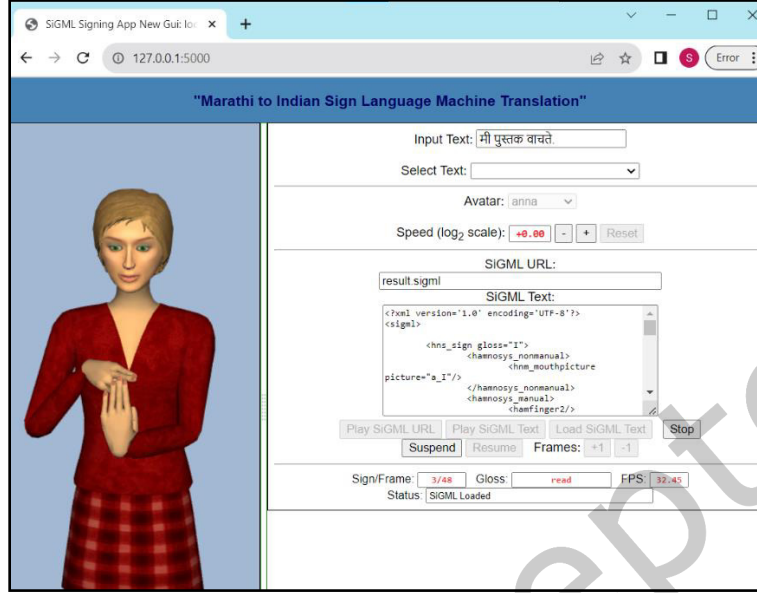 SiGML Signing App New Gui: loc × +
127.0.0.1:5000 S Error
"Marathi to Indian Sign Language Machine Translation"
Input Text: मी पुस्तक वाचते.
Select Text:
Avatar: anna
Speed (log2 scale): +0.00 - + Reset
SiGML URL:
result.sigml
SiGML Text:
<?xml version='1.0' encoding='UTF-8'?>
<sigml>
<hns_sign gloss="I">
<hamnosys_nonmanual>
<hnm_mouthpicture
picture="a_I"/>
</hamnosys_nonmanual>
<hamnosys_manual>
<hamfinger2/>
Play SiGML URL Play SiGML Text Load SiGML Text Stop
Suspend Resume Frames: +1 -1
Sign/Frame: 3/48 Gloss: read FPS: 32.45
Status: SiGML Loaded